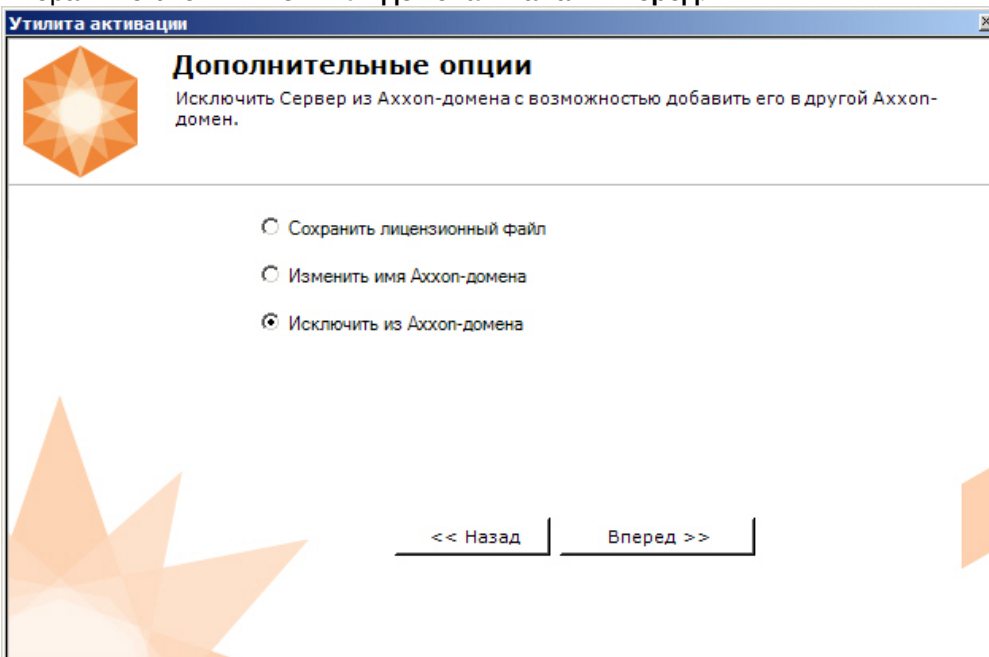 Утилита активации
Дополнительные опции
Исключить Сервер из Axxon-домена с возможностью добавить его в другой Axxon-
домен.
Сохранить лицензионный файл
Изменить имя Axxon-домена
Исключить из Axxon-домена
<< Назад
Вперед >>